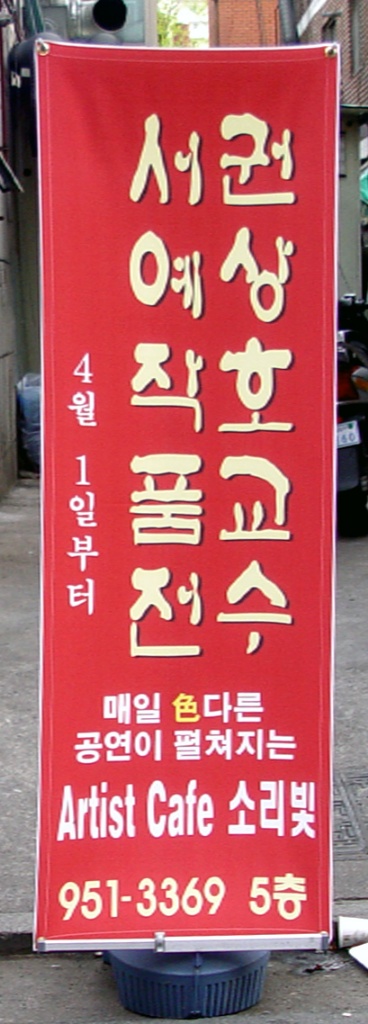 권상호교수
서예작품전
4월 1일부터
매일 色다른
공연이 펼쳐지는
Artist Cafe 소리빛
951-3369 5층
60